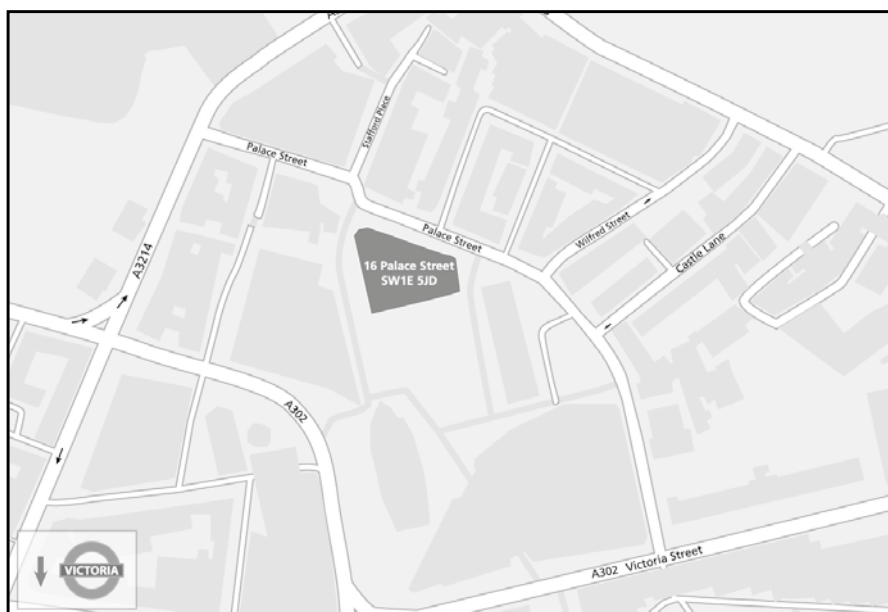 Stafford Place
Palace Street
Palace Street
Wilfred Street
Castle Lane
A3214
16 Palace Street
SW1E 5JD
A302
A302 Victoria Street
VICTORIA